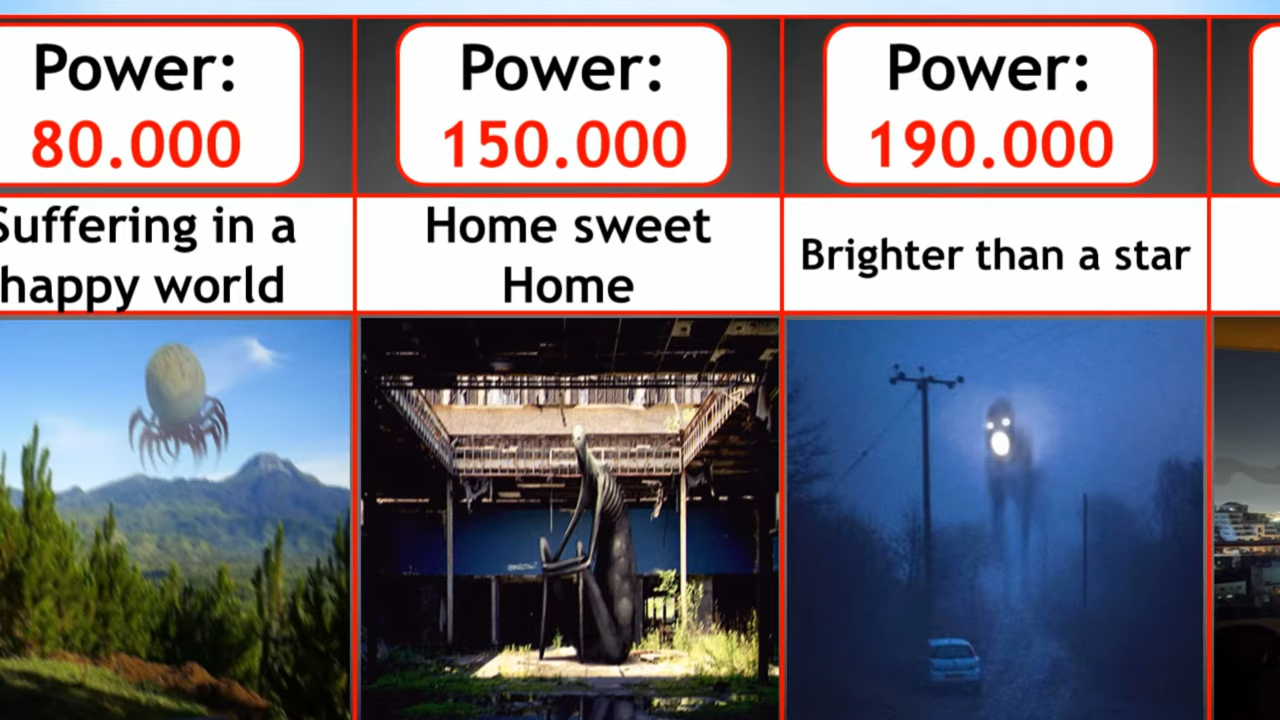 Power:
80.000
Suffering in a
happy world
Power:
150.000
Home sweet
Home
Power:
190.000
Brighter than a star